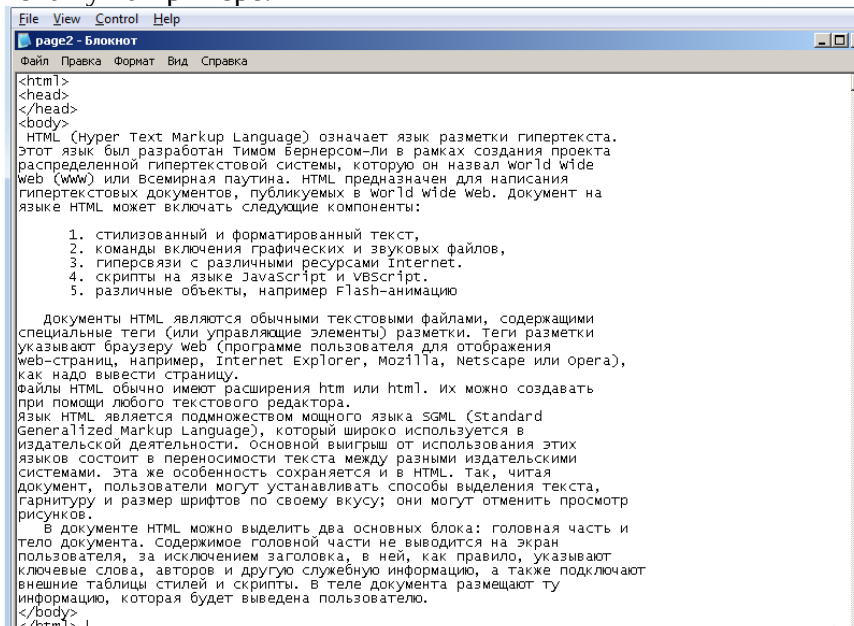 File View Control Help
page2 - Блокнот
Файл Правка Формат Вид Справка
<html>
<head>
</head>
<body>
HTML (Hyper Text Markup Language) означает язык разметки гипертекста.
Этот язык был разработан Тимом Бернерсом-Ли в рамках создания проекта
распределенной гипертекстовой системы, которую он назвал World Wide
Web (WWW) или Всемирная паутина. HTML предназначен для написания
гипертекстовых документов, публикуемых в World Wide Web. Документ на
языке HTML может включать следующие компоненты:
1. стилизованный и форматированный текст,
2. команды включения графических и звуковых файлов,
3. гиперсвязи с различными ресурсами Internet.
4. скрипты на языке JavaScript и VBScript.
5. различные объекты, например Flash-анимацию
Документы HTML являются обычными текстовыми файлами, содержащими
специальные теги (или управляющие элементы) разметки. Теги разметки
указывают браузеру Web (программе пользователя для отображения
Web-страниц, например, Internet Explorer, Mozilla, Netscape или Opera),
как надо вывести страницу.
Файлы HTML обычно имеют расширения htm или html. Их можно создавать
при помощи любого текстового редактора.
Язык HTML является подмножеством мощного языка SGML (Standard
Generalized Markup Language), который широко используется в
издательской деятельности. Основной выигрыш от использования этих
языков состоит в переносимости текста между разными издательскими
системами. Эта же особенность сохраняется и в HTML. Так, читая
документ, пользователи могут устанавливать способы выделения текста,
гарнитуру и размер шрифтов по своему вкусу; они могут отменить просмотр
рисунков.
В документе HTML можно выделить два основных блока: головная часть и
тело документа. Содержимое головной части не выводится на экран
пользователя, за исключением заголовка, в ней, как правило, указывают
ключевые слова, авторов и другую служебную информацию, а также подключают
внешние таблицы стилей и скрипты. В теле документа размещают ту
информацию, которая будет выведена пользователю.
</body>
</html>